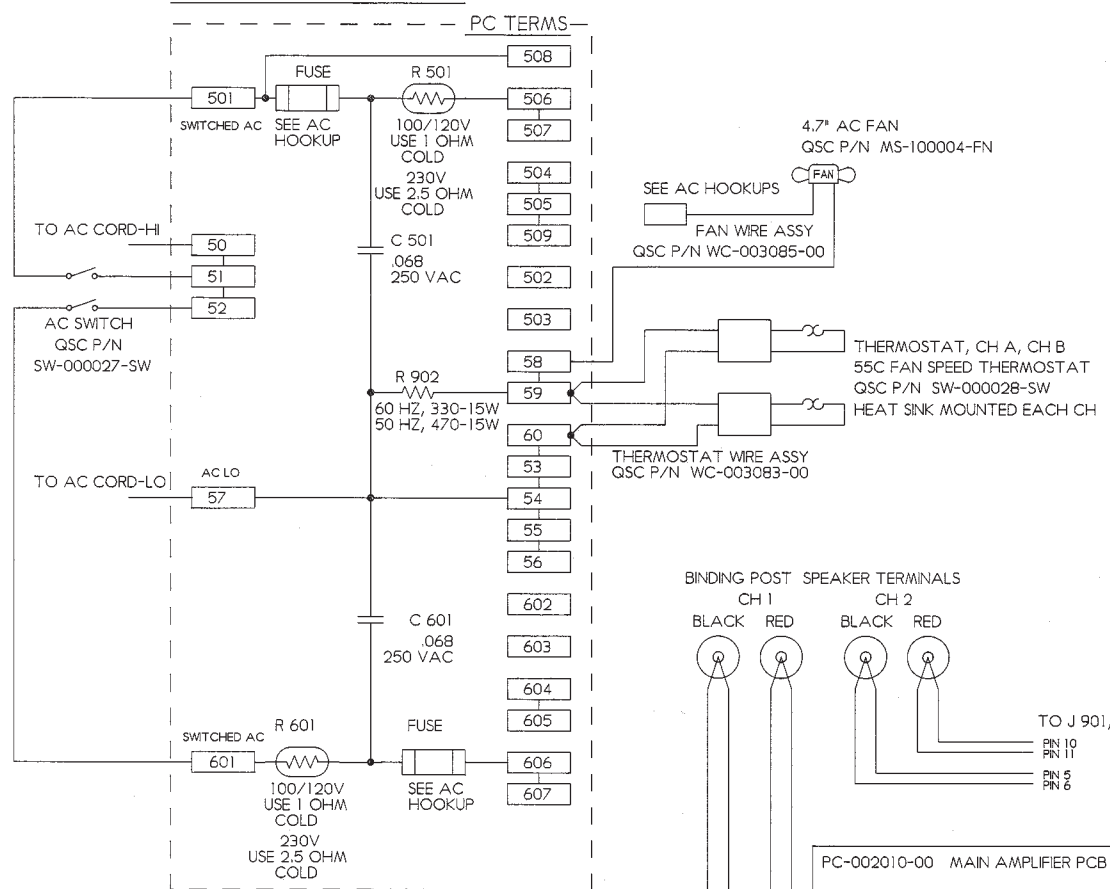 PC TERMS
508
FUSE
R 501
501
506
SWITCHED AC
SEE AC
HOOKUP
100/120V
USE 1 OHM
COLD
230V
USE 2.5 OHM
COLD
507
504
505
509
4.7" AC FAN
QSC P/N MS-100004-FN
FAN
SEE AC HOOKUPS
FAN WIRE ASSY
QSC P/N WC-003085-00
TO AC CORD-HI
50
51
52
C 501
.068
250 VAC
502
503
AC SWITCH
QSC P/N
SW-000027-SW
58
R 902
59
60 HZ, 330-15W
50 HZ, 470-15W
60
THERMOSTAT, CH A, CH B
55C FAN SPEED THERMOSTAT
QSC P/N SW-000028-SW
HEAT SINK MOUNTED EACH CH
THERMOSTAT WIRE ASSY
QSC P/N WC-003083-00
53
TO AC CORD-LO
AC LO
57
54
55
56
602
C 601
.068
250 VAC
603
604
605
BINDING POST SPEAKER TERMINALS
CH 1
CH 2
BLACK RED
BLACK RED
TO J 901,
PIN 10
PIN 11
PIN 5
PIN 6
SWITCHED AC
R 601
FUSE
601
606
607
100/120V
USE 1 OHM
COLD
230V
USE 2.5 OHM
COLD
SEE AC
HOOKUP
PC-002010-00 MAIN AMPLIFIER PCB